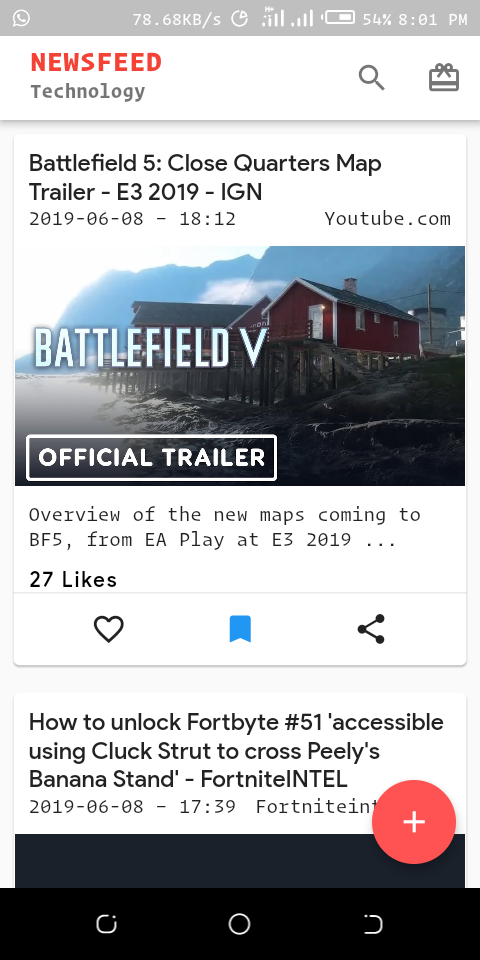 78.68KB/s H+ 54% 8:01 PM
NEWSFEED
Technology
Battlefield 5: Close Quarters Map
Trailer - E3 2019 - IGN
2019-06-08 - 18:12 Youtube.com
BATTLEFIELD V
OFFICIAL TRAILER
Overview of the new maps coming to
BF5, from EA Play at E3 2019 ...
27 Likes
How to unlock Fortbyte #51 'accessible
using Cluck Strut to cross Peely's
Banana Stand' - FortniteINTEL
2019-06-08 - 17:39 Fortniteint